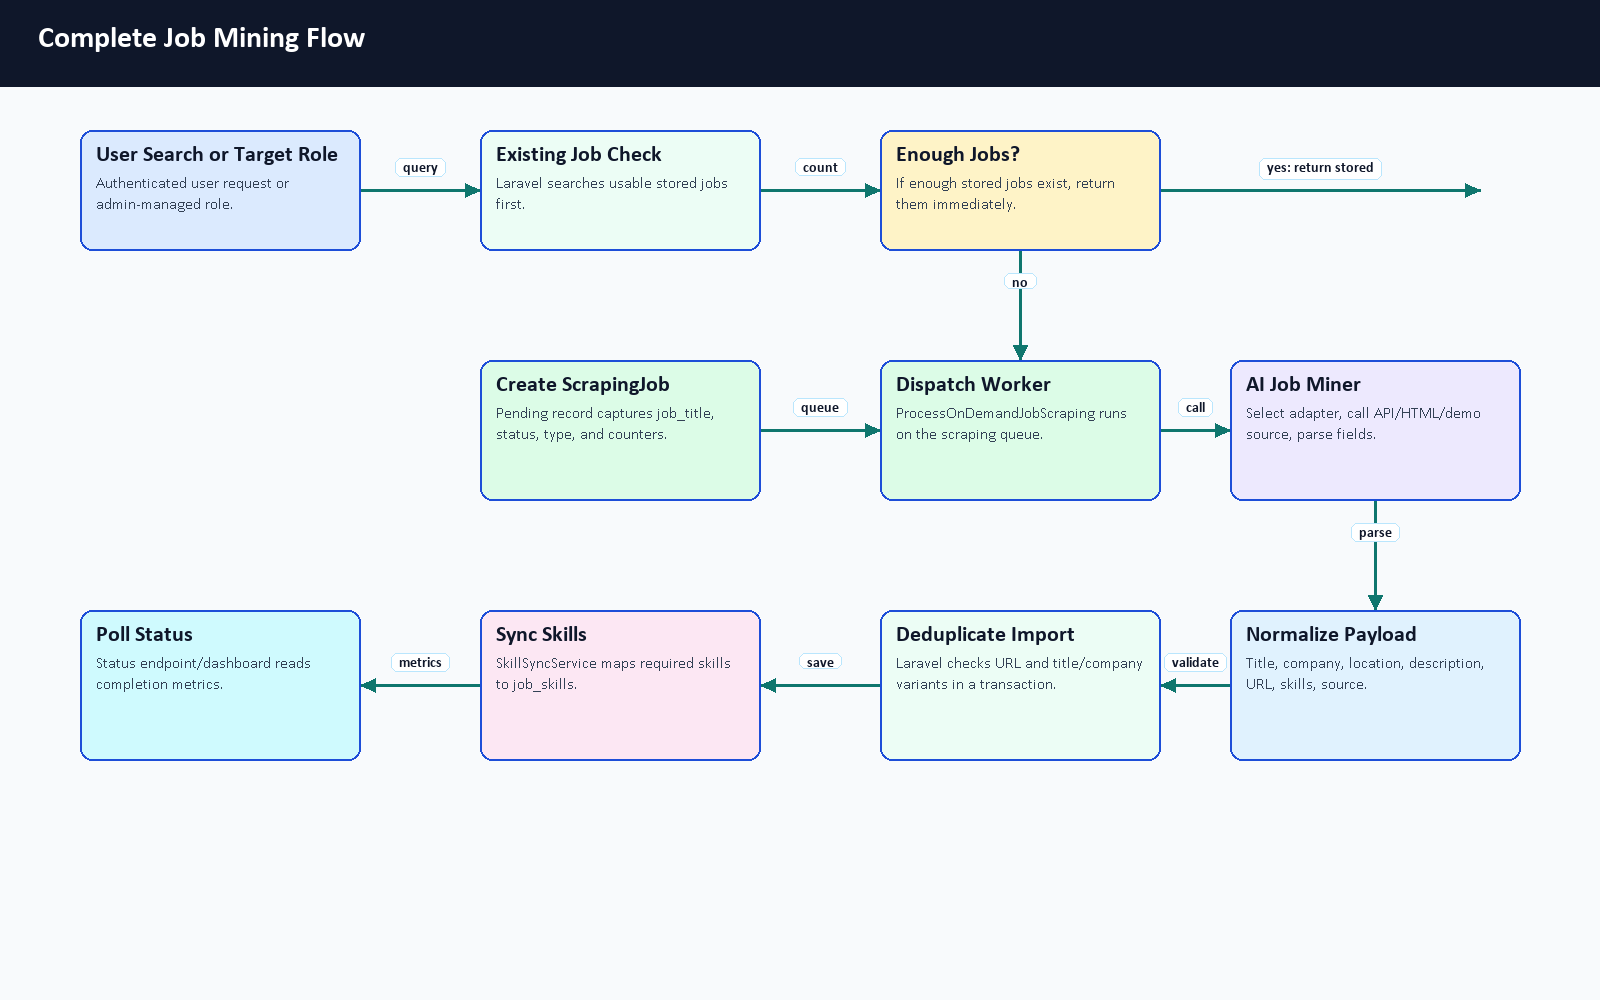 Complete Job Mining Flow
User Search or Target Role
Authenticated user request or
admin-managed role.
query
Existing Job Check
Laravel searches usable stored jobs
first.
count
Enough Jobs?
If enough stored jobs exist, return
them immediately.
yes: return stored
no
Create ScrapingJob
Pending record captures job_title,
status, type, and counters.
queue
Dispatch Worker
ProcessOnDemandJobScraping runs
on the scraping queue.
call
AI Job Miner
Select adapter, call API/HTML/demo
source, parse fields.
parse
Poll Status
Status endpoint/dashboard reads
completion metrics.
metrics
Sync Skills
SkillSyncService maps required skills
to job_skills.
save
Deduplicate Import
Laravel checks URL and title/company
variants in a transaction.
validate
Normalize Payload
Title, company, location, description,
URL, skills, source.